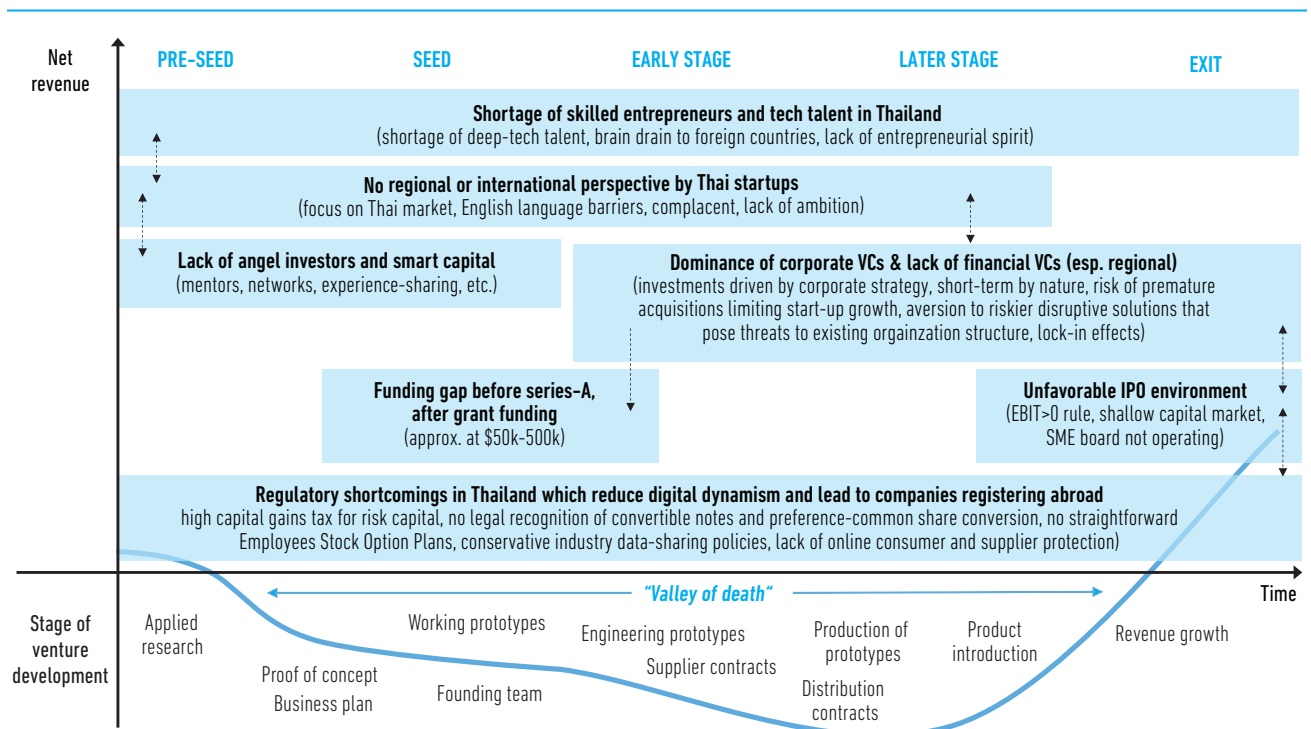 Net
revenue
PRE-SEED
SEED
EARLY STAGE
LATER STAGE
EXIT
Shortage of skilled entrepreneurs and tech talent in Thailand
(shortage of deep-tech talent, brain drain to foreign countries, lack of entrepreneurial spirit)
No regional or international perspective by Thai startups
(focus on Thai market, English language barriers, complacent, lack of ambition)
Lack of angel investors and smart capital
(mentors, networks, experience-sharing, etc.)
Dominance of corporate VCs & lack of financial VCs (esp. regional)
(investments driven by corporate strategy, short-term by nature, risk of premature
acquisitions limiting start-up growth, aversion to riskier disruptive solutions that
pose threats to existing orgainzation structure, lock-in effects)
Funding gap before series-A,
after grant funding
(approx. at $50k-500k)
Unfavorable IPO environment
(EBIT>0 rule, shallow capital market,
SME board not operating)
Regulatory shortcomings in Thailand which reduce digital dynamism and lead to companies registering abroad
high capital gains tax for risk capital, no legal recognition of convertible notes and preference-common share conversion, no straightforward
Employees Stock Option Plans, conservative industry data-sharing policies, lack of online consumer and supplier protection)
"Valley of death"
Time
Stage of
venture
development
Applied
research
Proof of concept
Business plan
Working prototypes
Founding team
Engineering prototypes
Supplier contracts
Production of
prototypes
Distribution
contracts
Product
introduction
Revenue growth